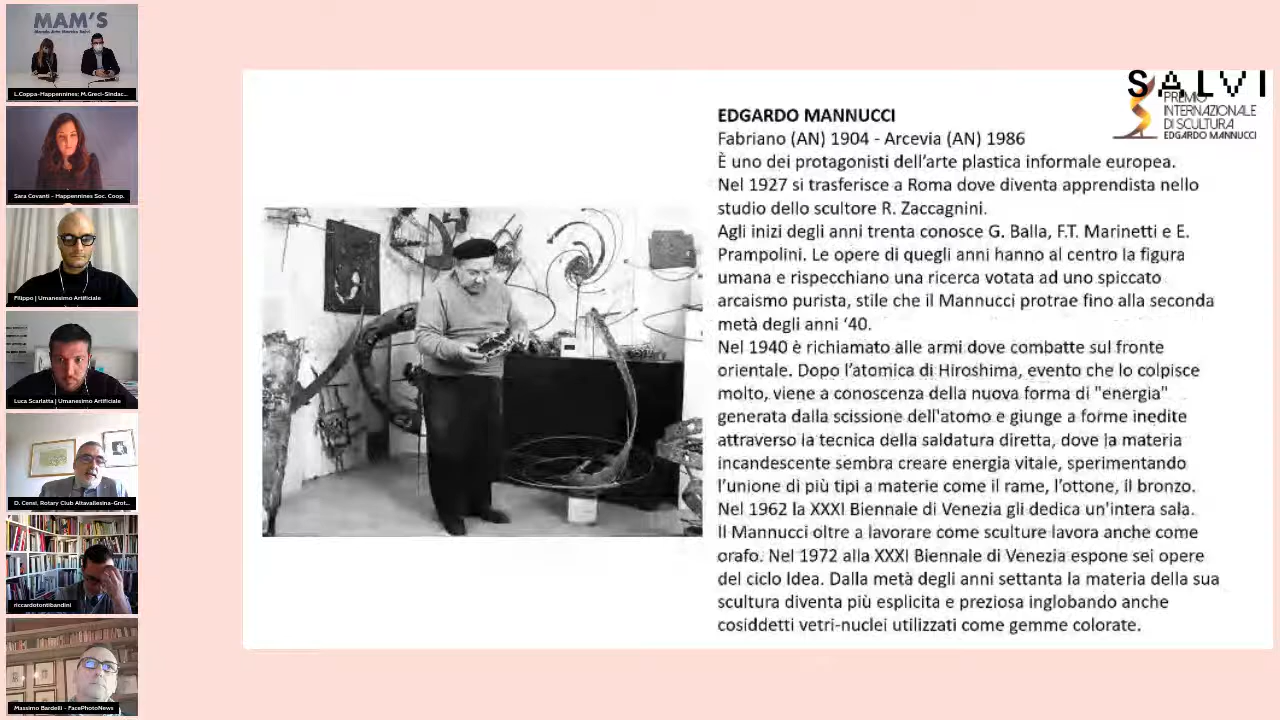 MAM'S
Mondo Arte Merito Salvi
L.Coppa-Happennines; M.Greci-Sindac...
Sara Covanti - Happennines Soc. Coop.
Filippo | Umanesimo Artificiale
Luca Scarlatta | Umanesimo Artificiale
D. Censi, Rotary Club Altavallesina-Grot...
riccardotontibandini
Massimo Bardelli - FacePhotoNews
SALVI
PREMIO
INTERNAZIONALE
DI SCULTURA
EDGARDO MANNUCCI
EDGARDO MANNUCCI
Fabriano (AN) 1904 - Arcevia (AN) 1986
È uno dei protagonisti dell'arte plastica informale europea.
Nel 1927 si trasferisce a Roma dove diventa apprendista nello
studio dello scultore R. Zaccagnini.
Agli inizi degli anni trenta conosce G. Balla, F.T. Marinetti e E.
Prampolini. Le opere di quegli anni hanno al centro la figura
umana e rispecchiano una ricerca votata ad uno spiccato
arcaismo purista, stile che il Mannucci protrae fino alla seconda
metà degli anni '40.
Nel 1940 è richiamato alle armi dove combatte sul fronte
orientale. Dopo l'atomica di Hiroshima, evento che lo colpisce
molto, viene a conoscenza della nuova forma di "energia"
generata dalla scissione dell'atomo e giunge a forme inedite
attraverso la tecnica della saldatura diretta, dove la materia
incandescente sembra creare energia vitale, sperimentando
l'unione di più tipi a materie come il rame, l'ottone, il bronzo.
Nel 1962 la XXXI Biennale di Venezia gli dedica un'intera sala.
Il Mannucci oltre a lavorare come sculture lavora anche come
orafo. Nel 1972 alla XXXI Biennale di Venezia espone sei opere
del ciclo Idea. Dalla metà degli anni settanta la materia della sua
scultura diventa più esplicita e preziosa inglobando anche
cosiddetti vetri-nuclei utilizzati come gemme colorate.